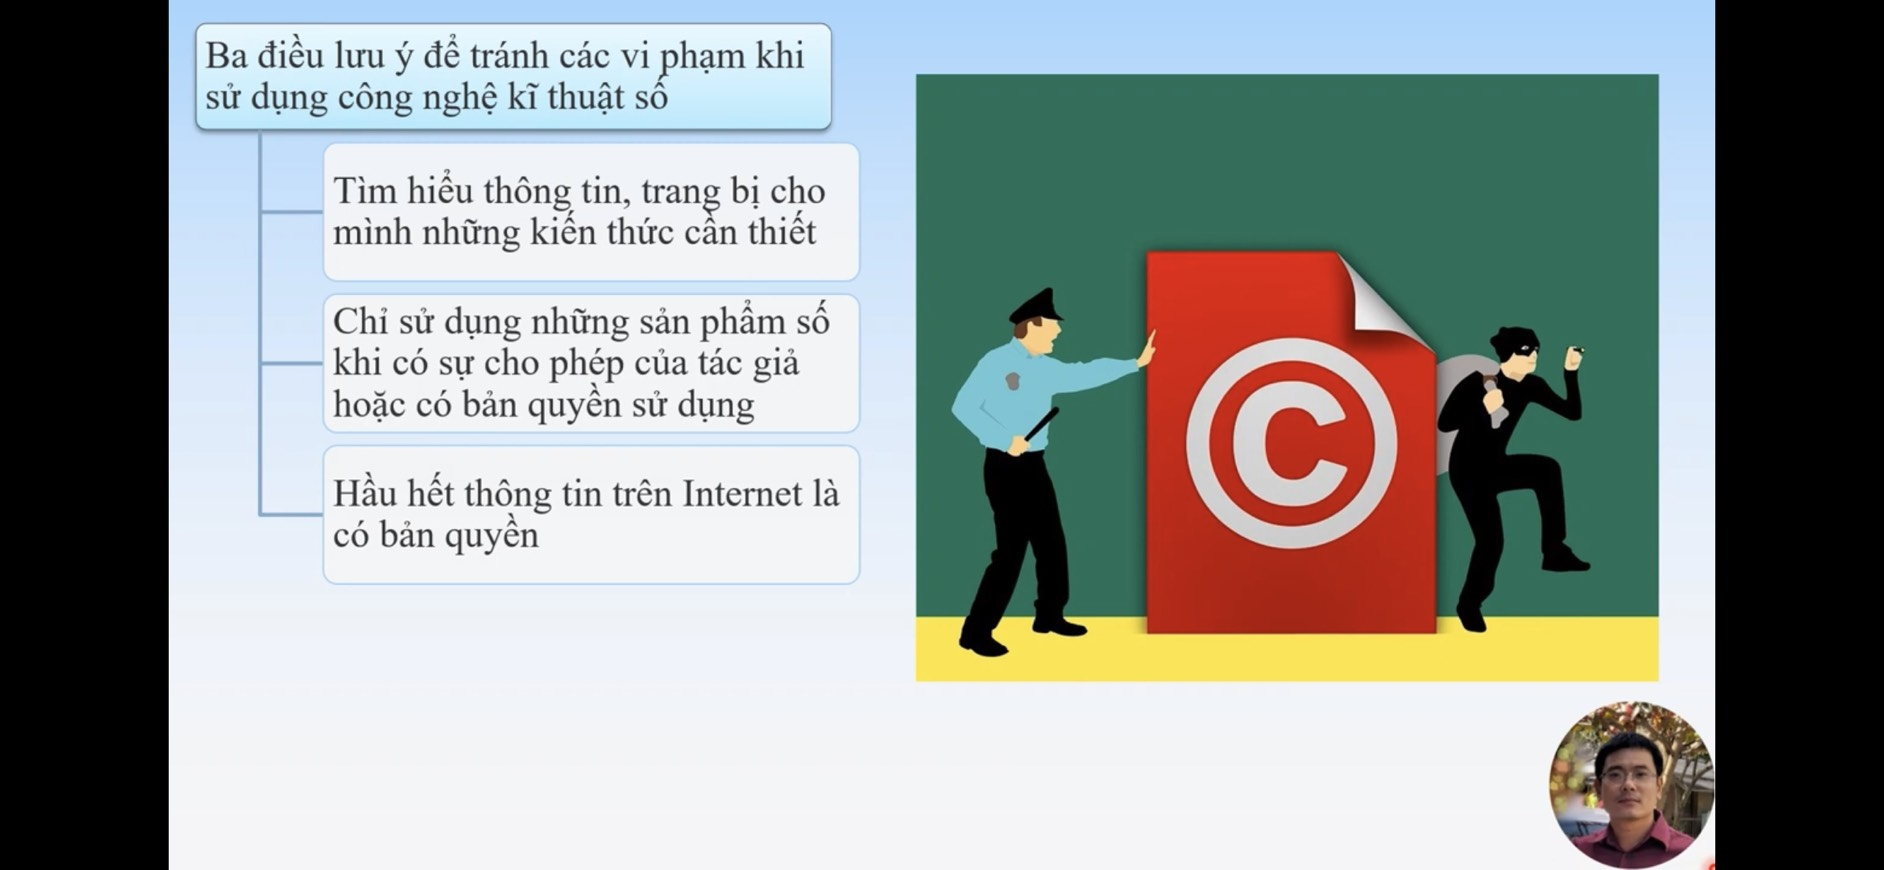 Ba điều lưu ý để tránh các vi phạm khi
sử dụng công nghệ kĩ thuật số
Tìm hiểu thông tin, trang bị cho
mình những kiến thức cần thiết
Chỉ sử dụng những sản phẩm số
khi có sự cho phép của tác giả
hoặc có bản quyền sử dụng
Hầu hết thông tin trên Internet là
có bản quyền
©